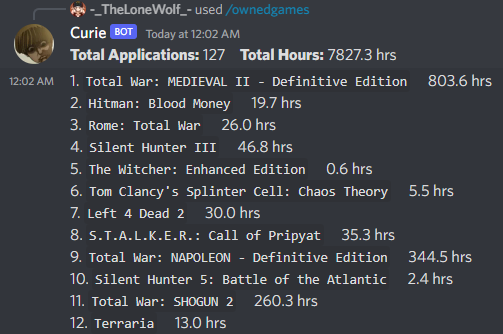 -_TheLoneWolf_- used /ownedgames
Curie BOT Today at 12:02 AM
Total Applications: 127 Total Hours: 7827.3 hrs
12:02 AM 1. Total War: MEDIEVAL II - Definitive Edition 803.6 hrs
2. Hitman: Blood Money 19.7 hrs
3. Rome: Total War 26.0 hrs
4. Silent Hunter III 46.8 hrs
5. The Witcher: Enhanced Edition 0.6 hrs
6. Tom Clancy's Splinter Cell: Chaos Theory 5.5 hrs
7. Left 4 Dead 2 30.0 hrs
8. S.T.A.L.K.E.R.: Call of Pripyat 35.3 hrs
9. Total War: NAPOLEON - Definitive Edition 344.5 hrs
10. Silent Hunter 5: Battle of the Atlantic 2.4 hrs
11. Total War: SHOGUN 2 260.3 hrs
12. Terraria 13.0 hrs